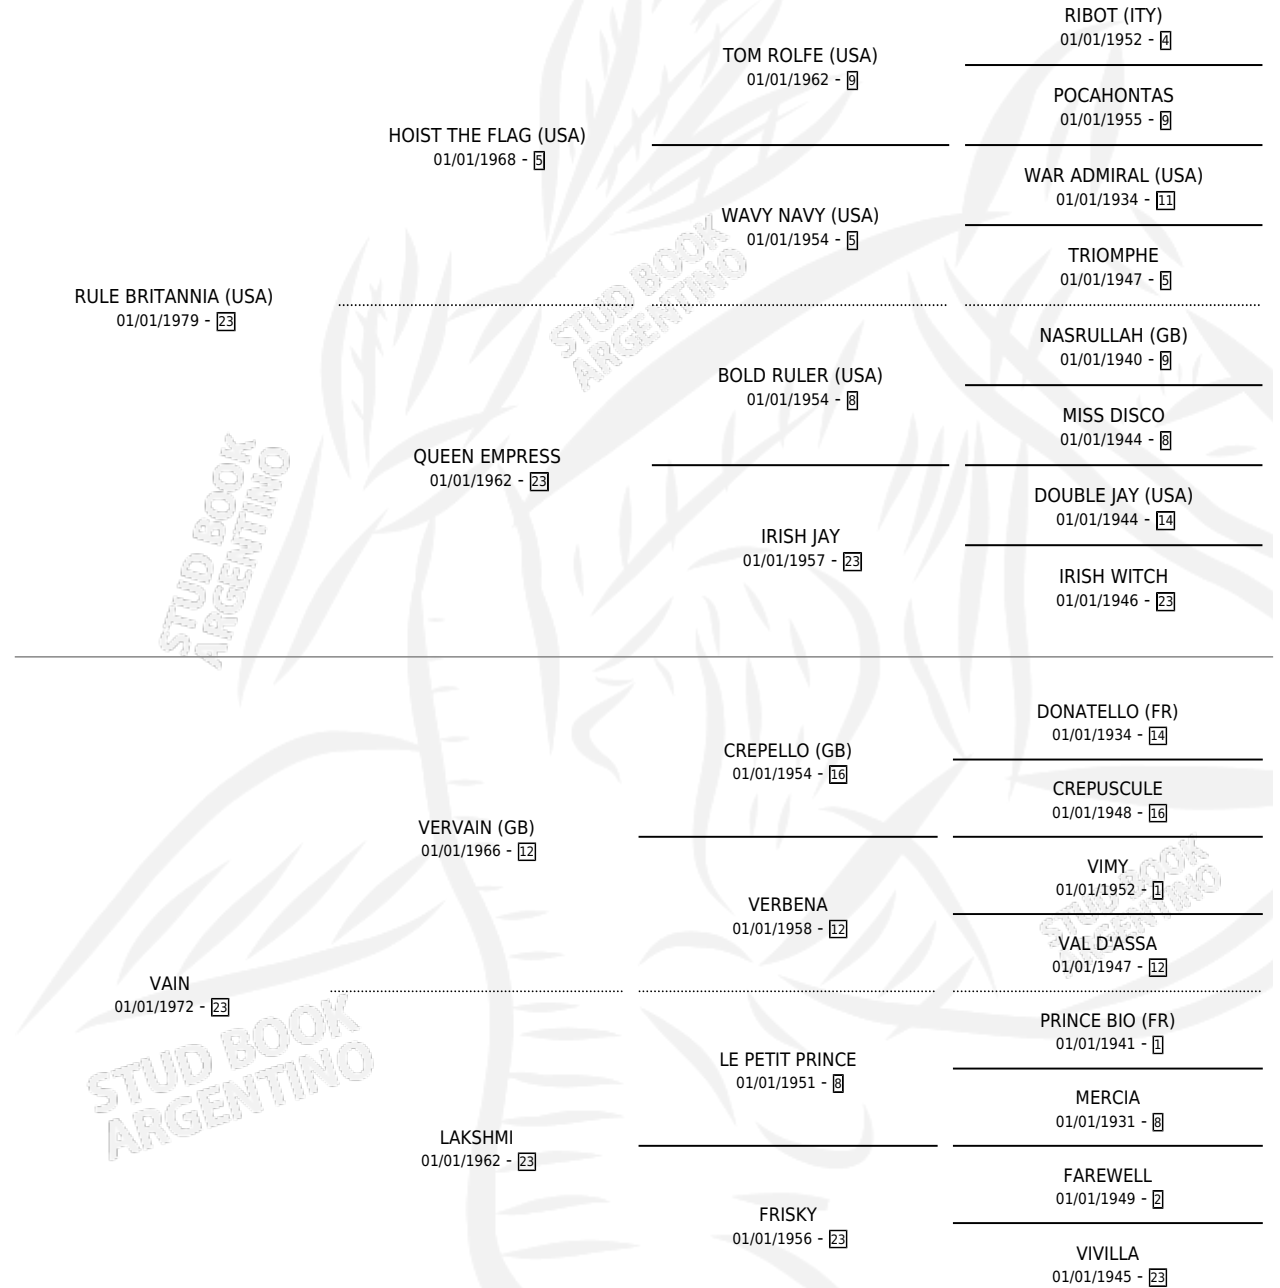 RIBOT (ITY)
01/01/1952 - 4
TOM ROLFE (USA)
01/01/1962 - 9
POCAHONTAS
01/01/1955 - 9
HOIST THE FLAG (USA)
01/01/1968 - 5
WAR ADMIRAL (USA)
01/01/1934 - 11
WAVY NAVY (USA)
01/01/1954 - 5
TRIOMPHE
01/01/1947 - 5
RULE BRITANNIA (USA)
01/01/1979 - 23
NASRULLAH (GB)
01/01/1940 - 9
BOLD RULER (USA)
01/01/1954 - 8
MISS DISCO
01/01/1944 - 8
QUEEN EMPRESS
01/01/1962 - 23
DOUBLE JAY (USA)
01/01/1944 - 14
IRISH JAY
01/01/1957 - 23
IRISH WITCH
01/01/1946 - 23
STUD BOOK
ARGENTINO
STUD BOOK
ARGENTINO
DONATELLO (FR)
01/01/1934 - 14
CREPELLO (GB)
01/01/1954 - 16
CREPUSCULE
01/01/1948 - 16
VERVAIN (GB)
01/01/1966 - 12
VIMY
01/01/1952 - 1
VERBENA
01/01/1958 - 12
VAL D'ASSA
01/01/1947 - 12
VAIN
01/01/1972 - 23
PRINCE BIO (FR)
01/01/1941 - 1
LE PETIT PRINCE
01/01/1951 - 8
MERCIA
01/01/1931 - 8
LAKSHMI
01/01/1962 - 23
FAREWELL
01/01/1949 - 2
FRISKY
01/01/1956 - 23
VIVILLA
01/01/1945 - 23
STUD BOOK
ARGENTINO
STUD BOOK
ARGENTINO